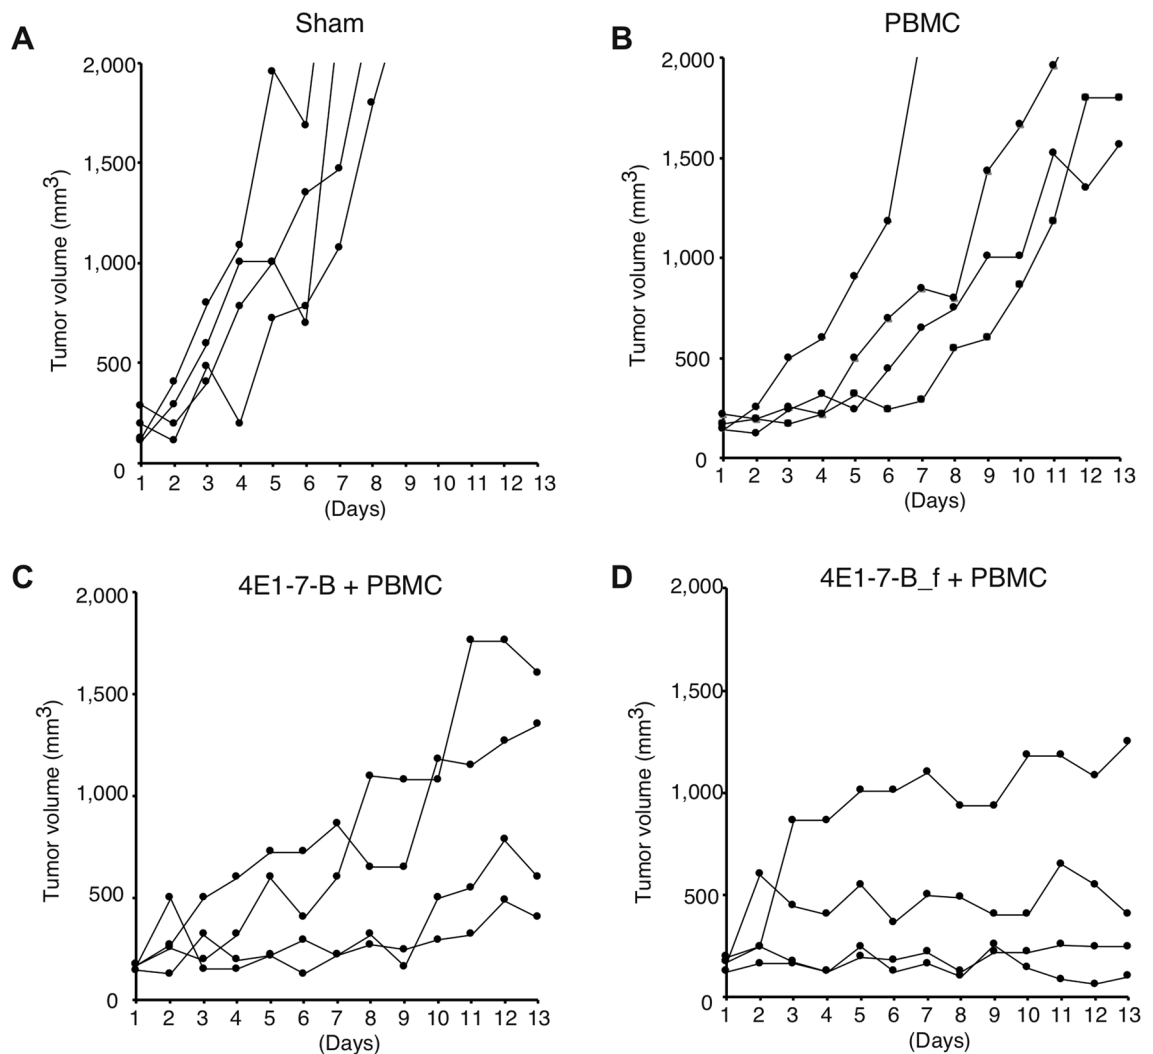 A
Sham
2,000
1,500
1,000
500
0
Tumor volume (mm3)
1 2 3 4 5 6 7 8 9 10 11 12 13
(Days)
B
PBMC
2,000
1,500
1,000
500
0
Tumor volume (mm3)
1 2 3 4 5 6 7 8 9 10 11 12 13
(Days)
C
4E1-7-B + PBMC
2,000
1,500
1,000
500
0
Tumor volume (mm3)
1 2 3 4 5 6 7 8 9 10 11 12 13
(Days)
D
4E1-7-B_f + PBMC
2,000
1,500
1,000
500
0
Tumor volume (mm3)
1 2 3 4 5 6 7 8 9 10 11 12 13
(Days)